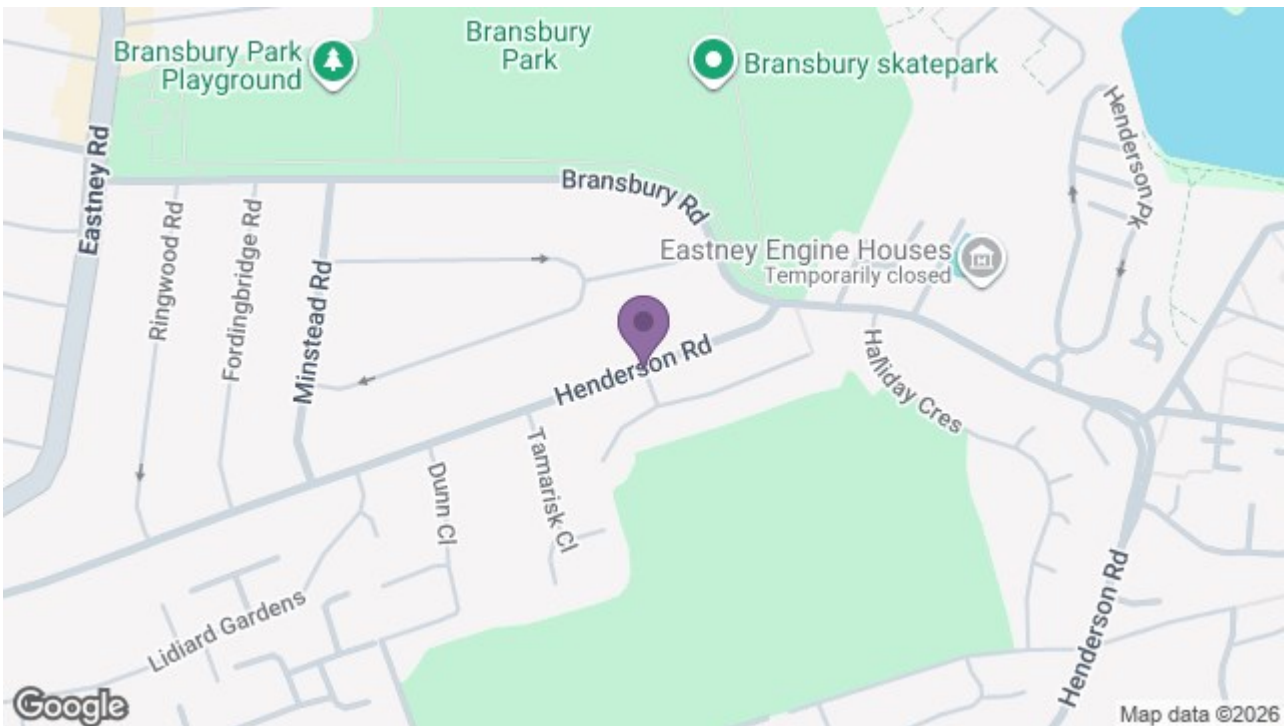 Bransbury Park
Playground
Bransbury
Park
Bransbury skatepark
Henderson Pk
Eastney Rd
Bransbury Rd
Ringwood Rd
Fordingbridge Rd
Minstead Rd
Eastney Engine Houses
Temporarily closed
Henderson Rd
Halliday Cres
Dunn Cl
Tamarisk Cl
Lidiard Gardens
Henderson Rd
Google
Map data ©2026